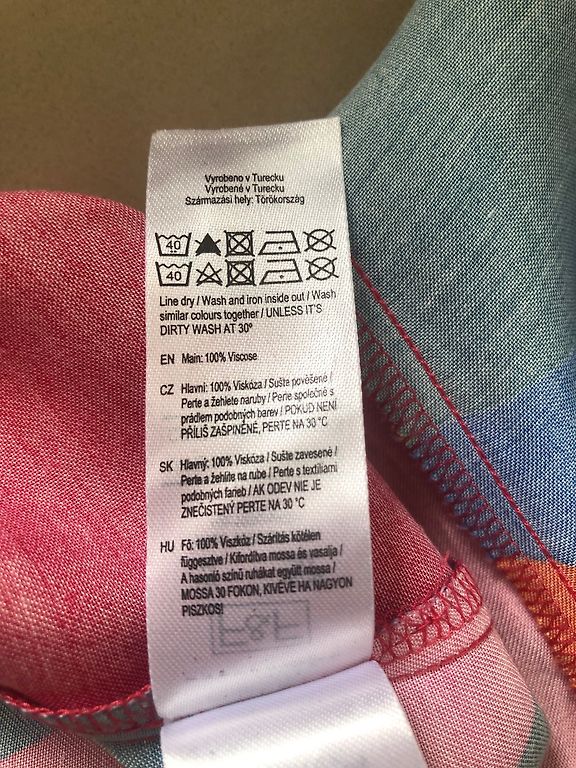 Vyrobeno v Turecku
Vyrobené v Turecku
Származási hely: Törökország
40
40
Line dry / Wash and iron inside out / Wash
similar colours together / UNLESS IT'S
DIRTY WASH AT 30°
EN Main: 100% Viscose
CZ Hlavní: 100% Viskóza / Sušte pověšené /
Perte a žehlete naruby / Perte společně s
prádlem podobných barev / POKUD NENÍ
PŘÍLIŠ ZAŠPINĚNÉ, PERTE NA 30 °C
SK Hlavný: 100% Viskóza / Sušte zavesené /
Perte a žehlite na rube / Perte s textíliami
podobných farieb / AK ODEV NIE JE
ZNEČISTENÝ PERTE NA 30 °C
HU Fő: 100% Viszkóz / Szárítás kötélen
függesztve / Kifordítva mossa és vasalja /
A hasonló színű ruhákat együtt mossa /
MOSSA 30 FOKON, KIVÉVE HA NAGYON
PISZKOS!
F&F